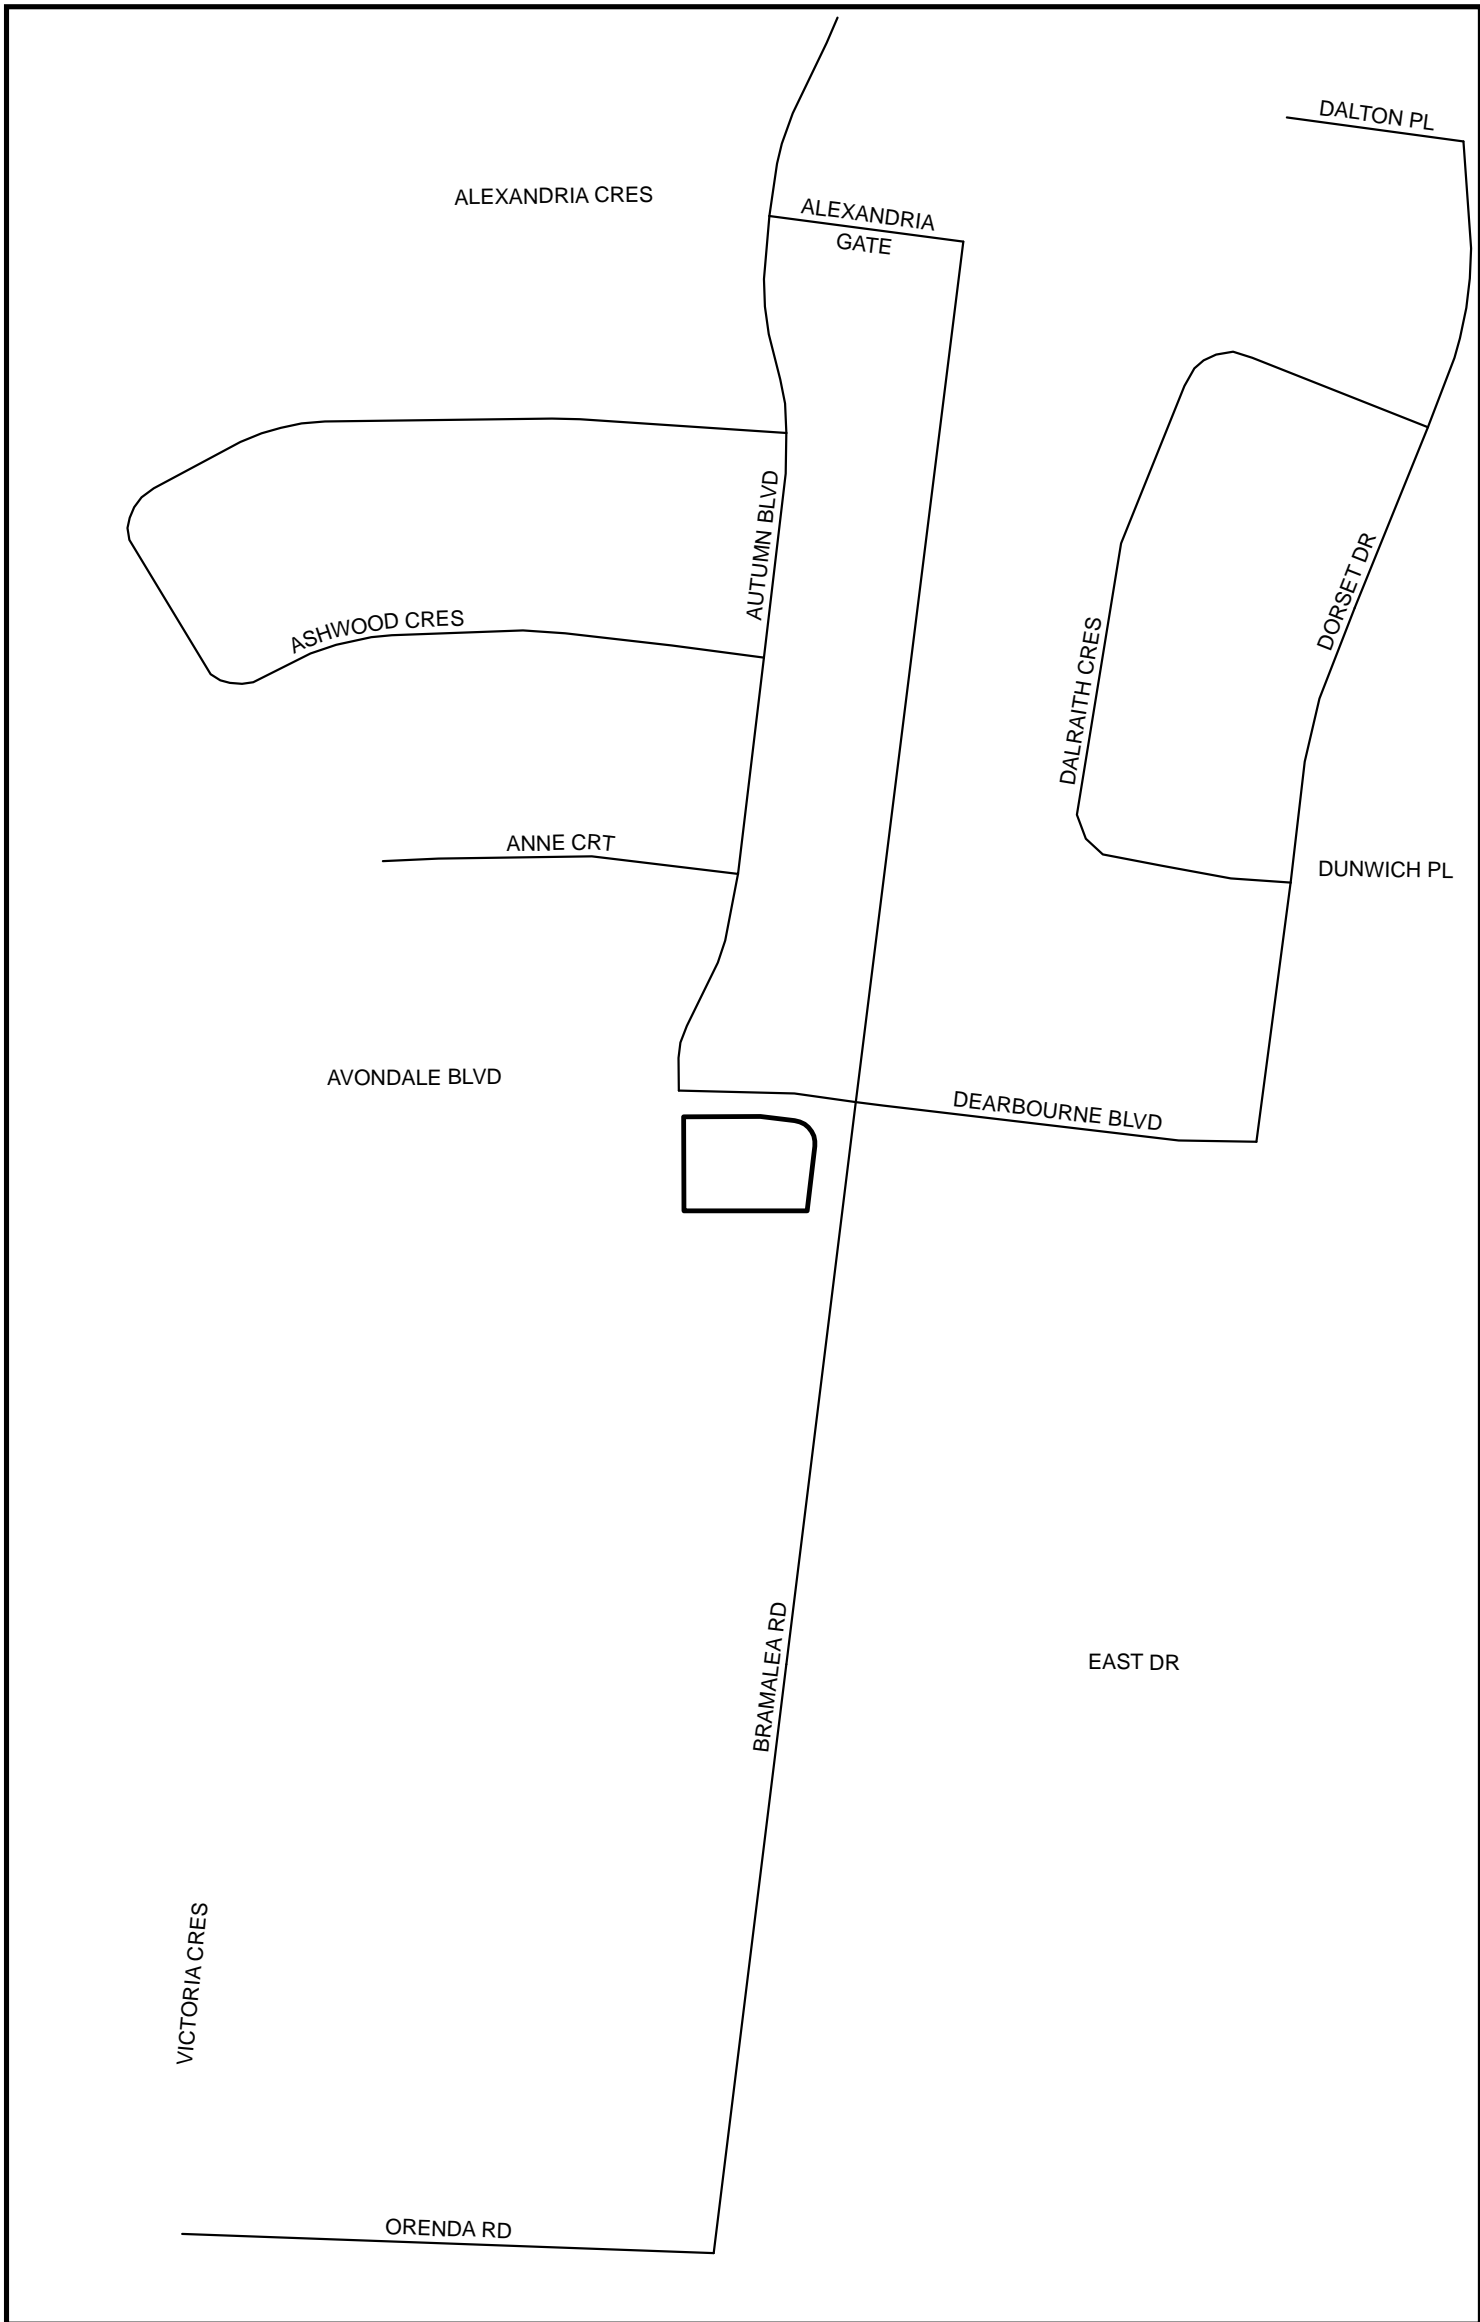 DALTON PL
ALEXANDRIA CRES
ALEXANDRIA
GATE
AUTUMN BLVD
DORSET DR
ASHWOOD CRES
DALRAITH CRES
ANNE CRT
DUNWICH PL
AVONDALE BLVD
DEARBOURNE BLVD
BRAMALEA RD
EAST DR
VICTORIA CRES
ORENDA RD